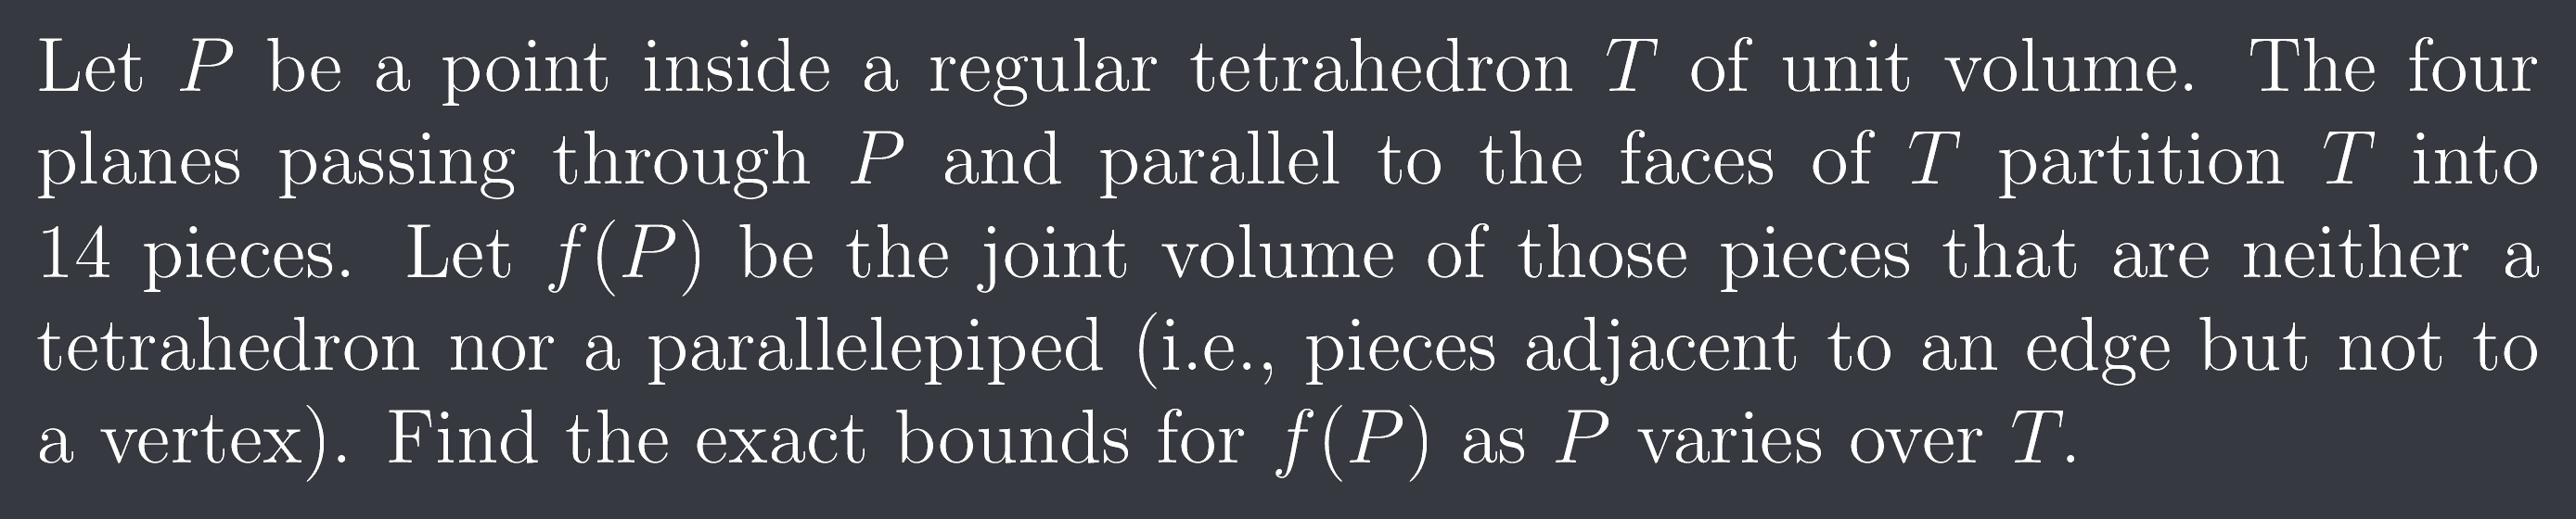 Let P be a point inside a regular tetrahedron T of unit volume. The four
planes passing through P and parallel to the faces of T partition T into
14 pieces. Let f(P) be the joint volume of those pieces that are neither a
tetrahedron nor a parallelepiped (i.e., pieces adjacent to an edge but not to
a vertex). Find the exact bounds for f(P) as P varies over T.